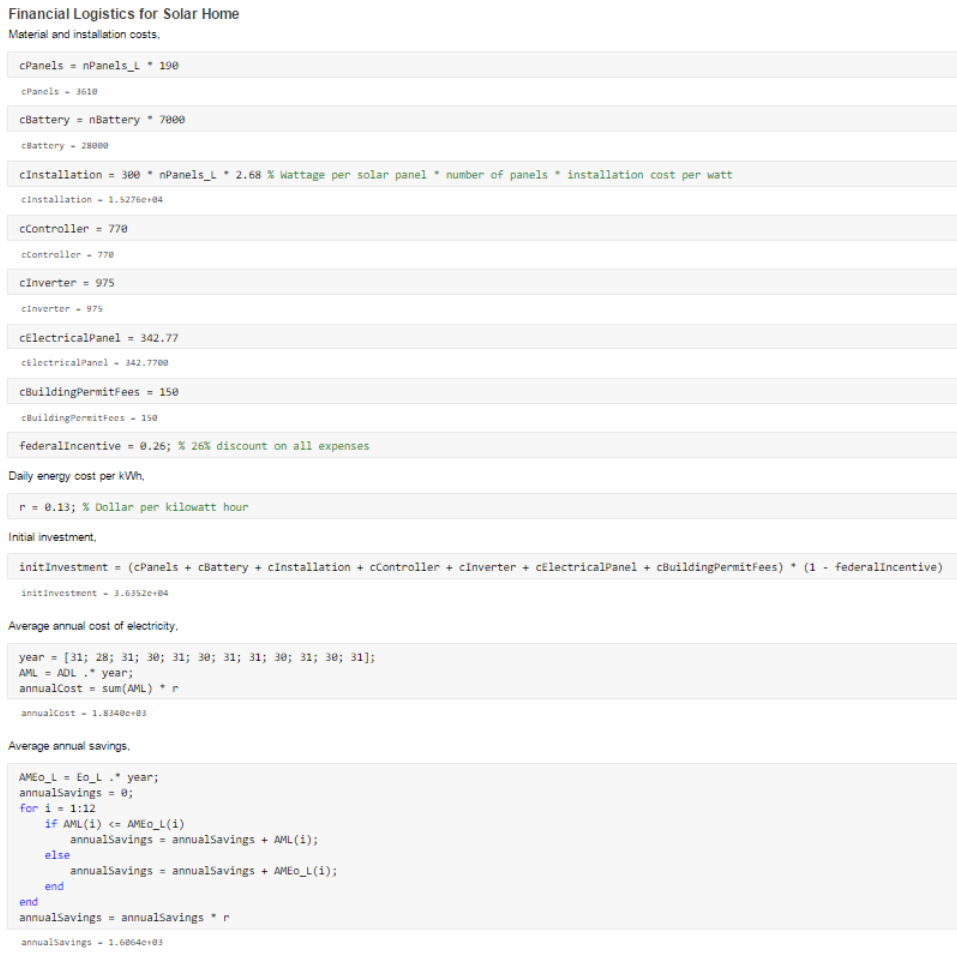 Financial Logistics for Solar Home
Material and installation costs,
cPanels = nPanels_L * 190
cPanels = 3610
cBattery = nBattery * 7000
cBattery = 28000
cInstallation = 300 * nPanels_L * 2.68 % Wattage per solar panel * number of panels * installation cost per watt
cInstallation = 1.5276e+04
cController = 770
cController = 770
cInverter = 975
cInverter = 975
cElectricalPanel = 342.77
cElectricalPanel = 342.7700
cBuildingPermitFees = 150
cBuildingPermitFees = 150
federalIncentive = 0.26; % 26% discount on all expenses
Daily energy cost per kWh,
r = 0.13; % Dollar per kilowatt hour
Initial investment,
initInvestment = (cPanels + cBattery + cInstallation + cController + cInverter + cElectricalPanel + cBuildingPermitFees) * (1 - federalIncentive)
initInvestment = 3.6352e+04
Average annual cost of electricity,
year = [31; 28; 31; 30; 31; 30; 31; 31; 30; 31; 30; 31];
AML = ADL .* year;
annualCost = sum(AML) * r
annualCost = 1.8340e+03
Average annual savings,
AMEo_L = Eo_L .* year;
annualSavings = 0;
for i = 1:12
if AML(i) <= AMEo_L(i)
annualSavings = annualSavings + AML(i);
else
annualSavings = annualSavings + AMEo_L(i);
end
end
annualSavings = annualSavings * r
annualSavings = 1.6064e+03